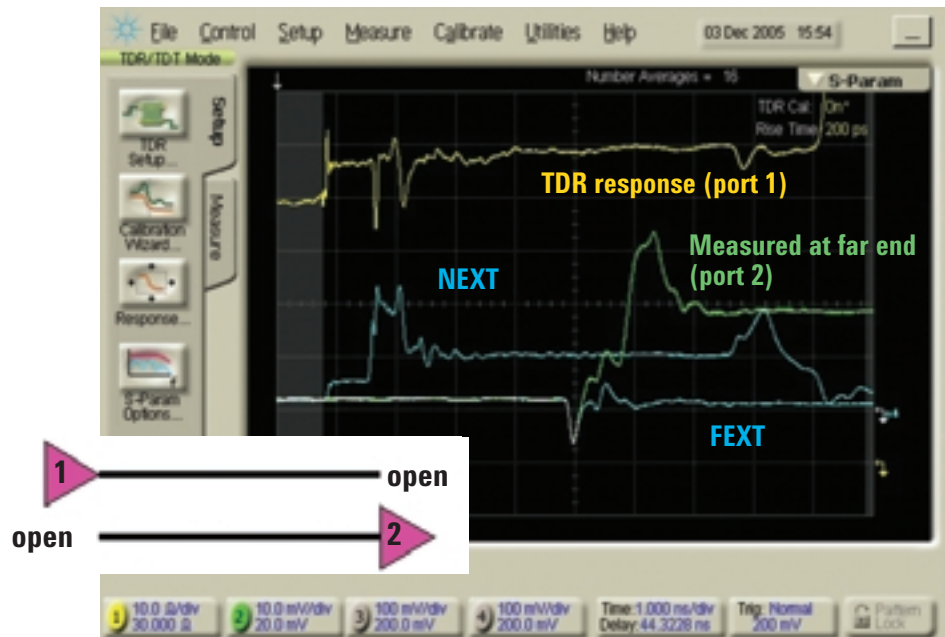 File Control Setup Measure Calibrate Utilities Help 03 Dec 2005 15:54
TDR/TDT Mode
Number Averages = 16
S-Param
Setup
Measure
TDR
Setup...
Calibration
Wizard...
Response...
S-Param
Options...
TDR Cal: On*
Rise Time: 200 ps
TDR response (port 1)
Measured at far end
(port 2)
NEXT
FEXT
1
open
open
2
1 10.0 Ω/div
30.000 Ω
2 10.0 mV/div
20.0 mV
3 100 mV/div
200.0 mV
4 100 mV/div
200.0 mV
Time:1.000 ns/div
Delay:44.3228 ns
Trig: Normal
200 mV
Pattern
Lock